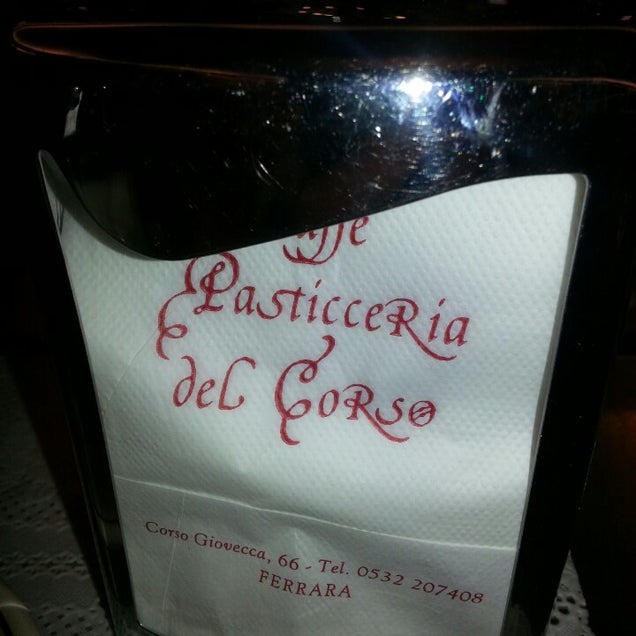 Pasticceria
del Corso
Corso Giovecca, 66 - Tel. 0532 207408
FERRARA